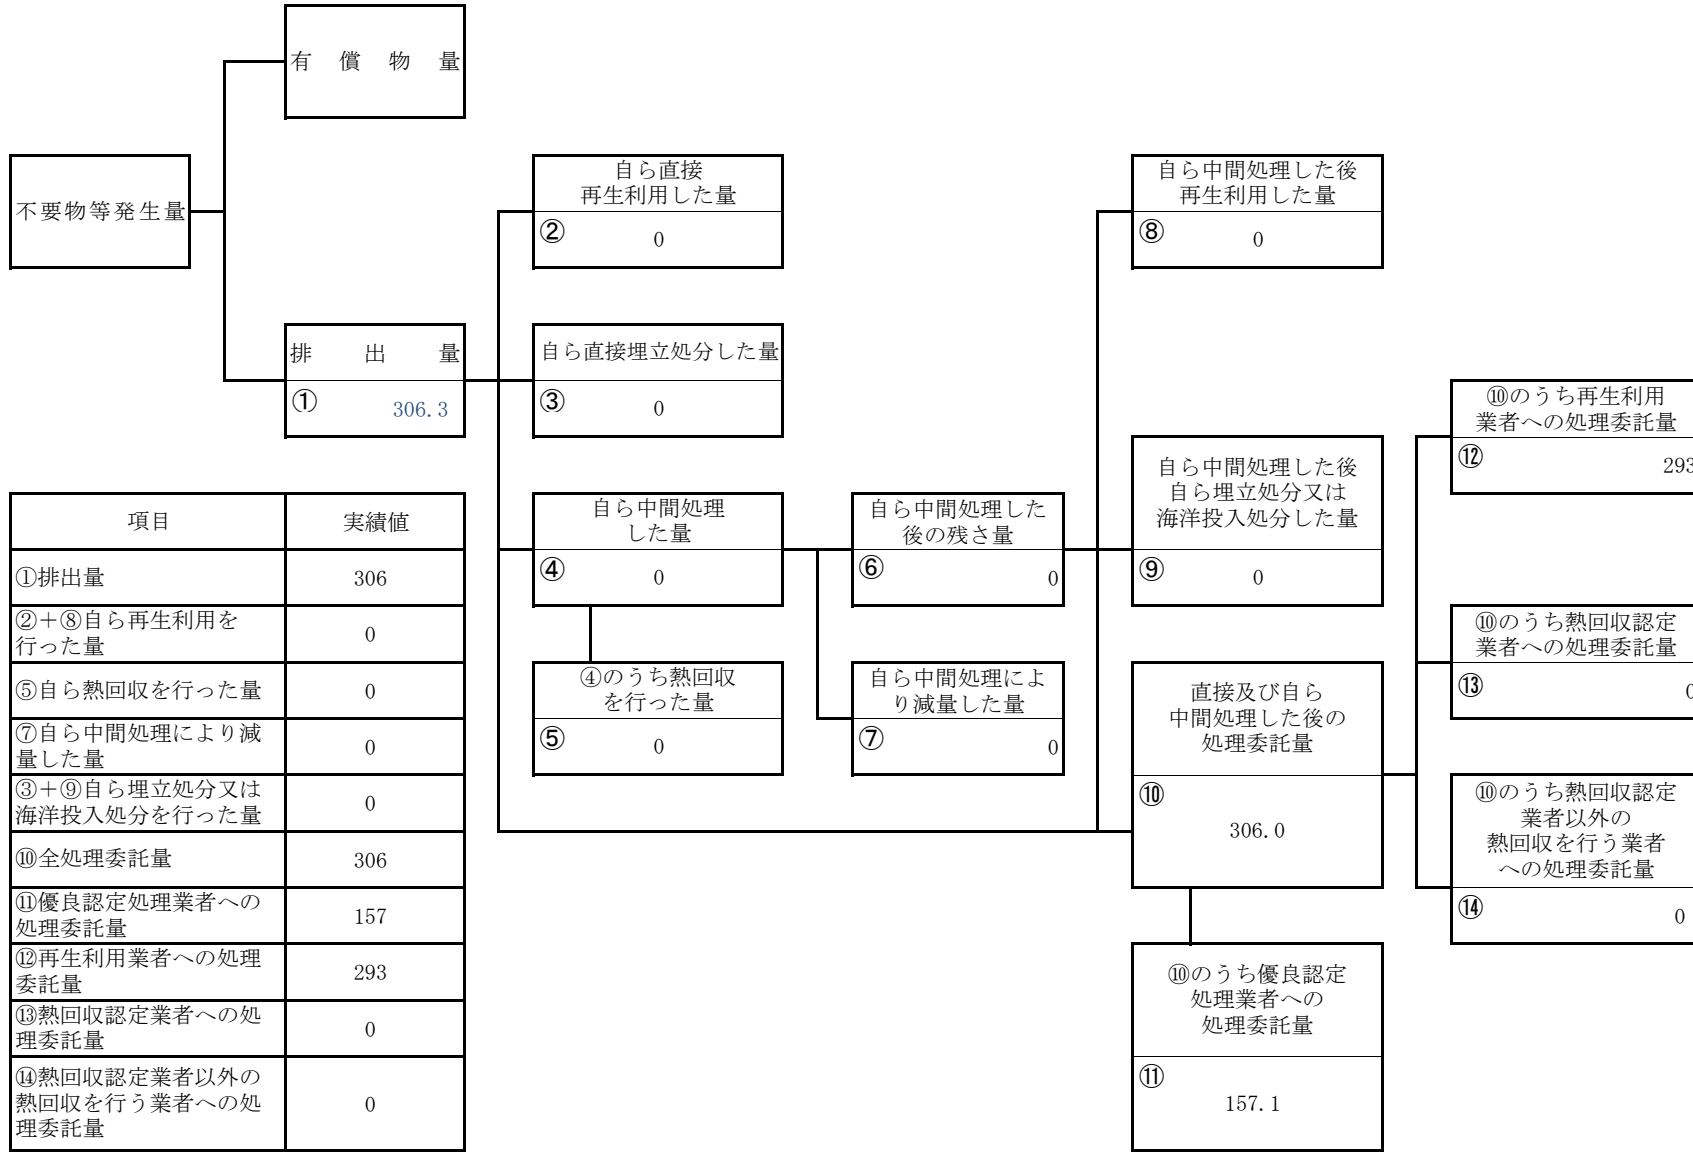 有償物量
不要物等発生量
排出量
① 306.3
自ら直接
再生利用した量
② 0
自ら直接埋立処分した量
③ 0
自ら中間処理
した量
④ 0
④のうち熱回収
を行った量
⑤ 0
自ら中間処理した
後の残さ量
⑥ 0
自ら中間処理によ
り減量した量
⑦ 0
自ら中間処理した後
再生利用した量
⑧ 0
自ら中間処理した後
自ら埋立処分又は
海洋投入処分した量
⑨ 0
直接及び自ら
中間処理した後の
処理委託量
⑩
306.0
⑩のうち優良認定
処理業者への
処理委託量
⑪
157.1
⑩のうち再生利用
業者への処理委託量
⑫ 293
⑩のうち熱回収認定
業者への処理委託量
⑬ 0
⑩のうち熱回収認定
業者以外の
熱回収を行う業者
への処理委託量
⑭ 0
項目 実績値
①排出量 306
②＋⑧自ら再生利用を
行った量 0
⑤自ら熱回収を行った量 0
⑦自ら中間処理により減
量した量 0
③＋⑨自ら埋立処分又は
海洋投入処分を行った量 0
⑩全処理委託量 306
⑪優良認定処理業者への
処理委託量 157
⑫再生利用業者への処理
委託量 293
⑬熱回収認定業者への処
理委託量 0
⑭熱回収認定業者以外の
熱回収を行う業者への処
理委託量 0